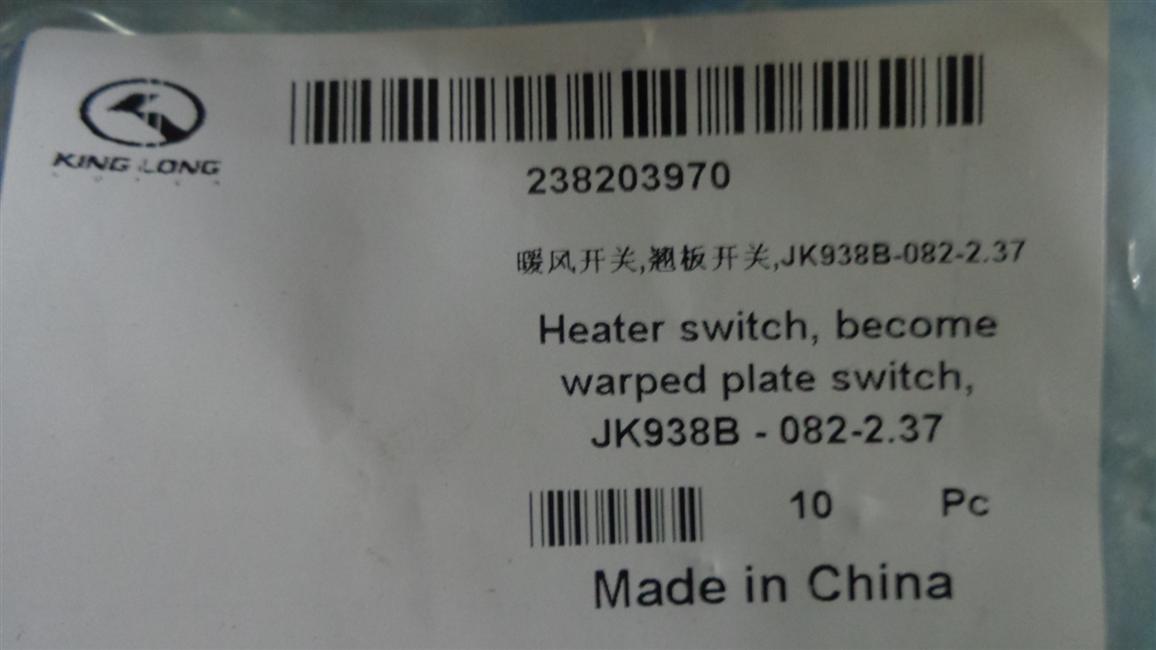 KING LONG
238203970
暖风开关,翘板开关,JK938B-082-2.37
Heater switch, become
warped plate switch,
JK938B - 082-2.37
10 Pc
Made in China